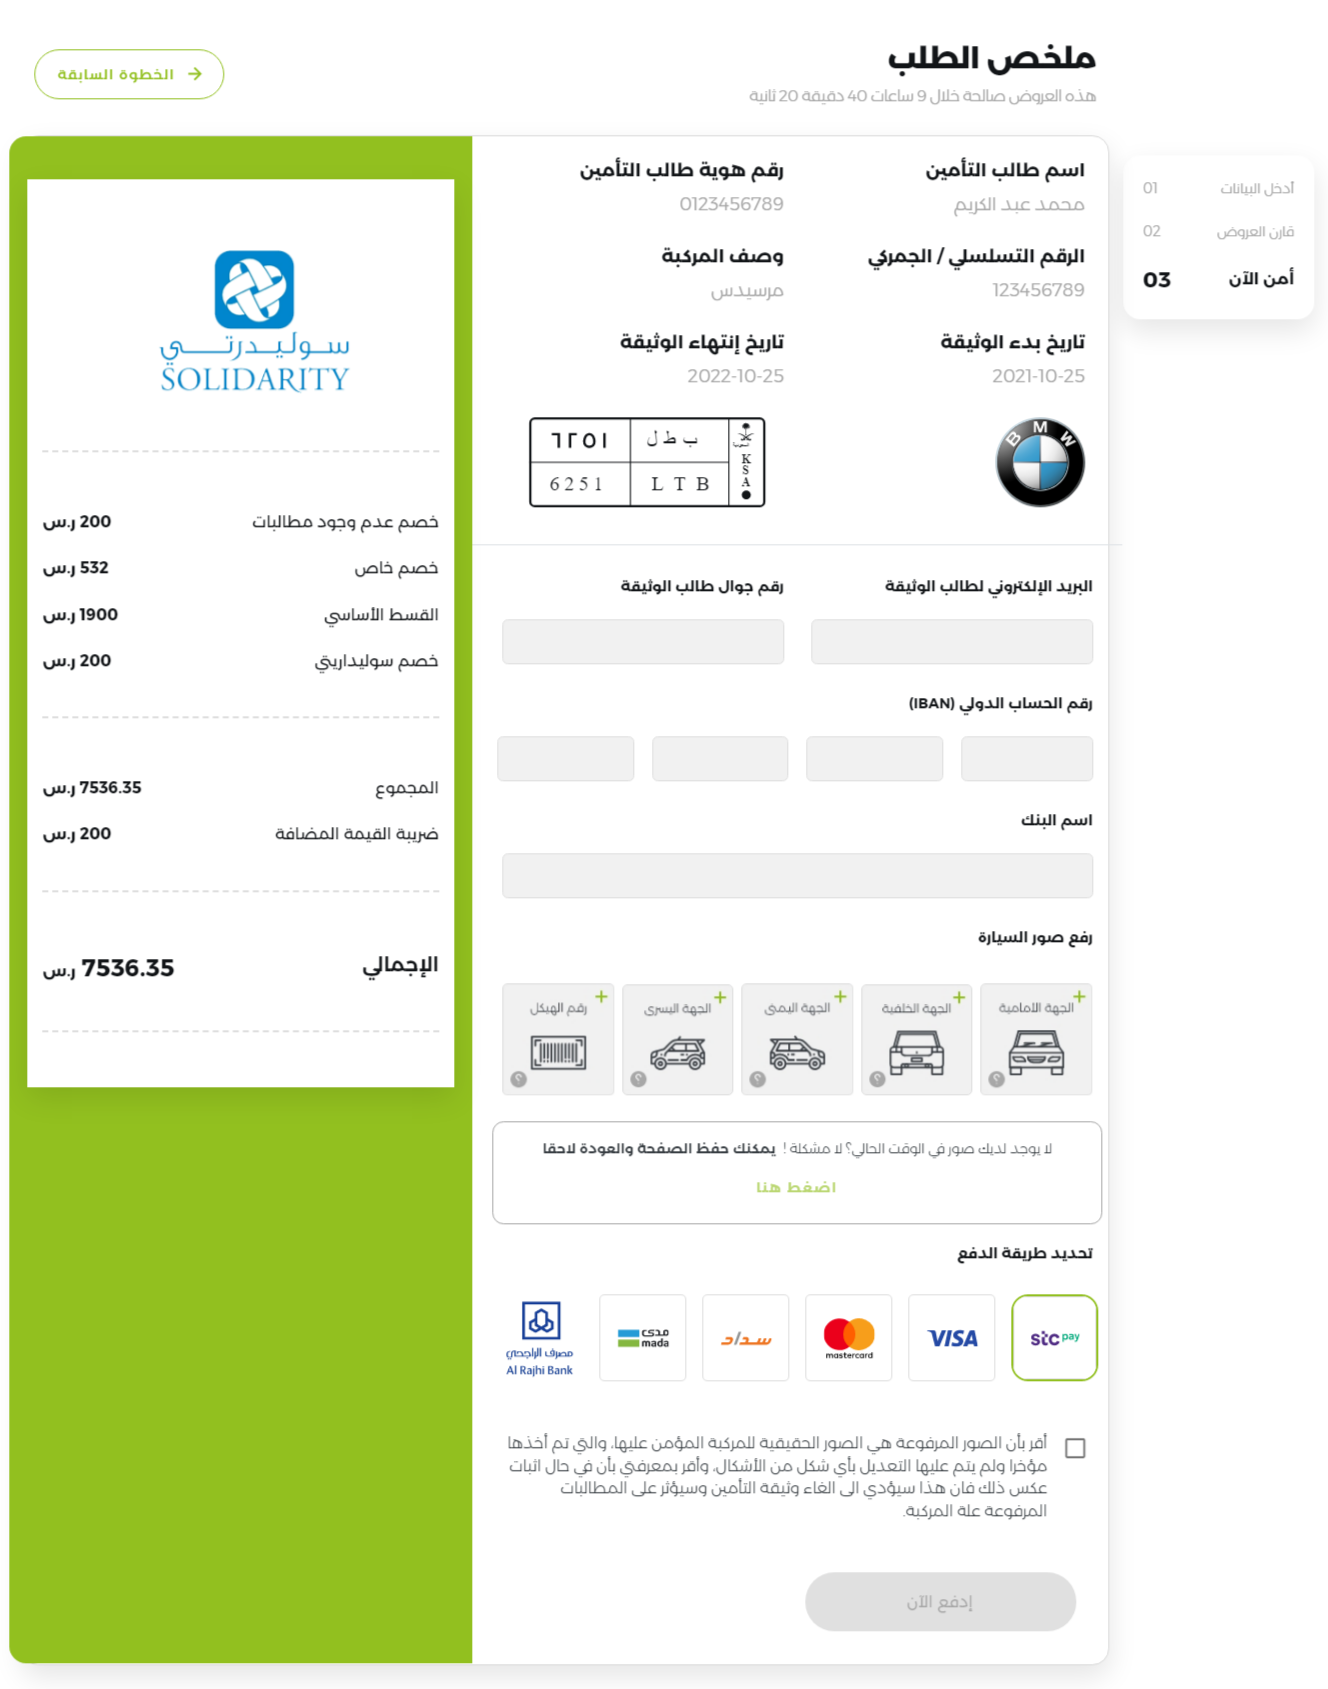 ملخص الطلب
هذه العروض صالحة خلال 9 ساعات 40 دقيقة 20 ثانية
الخطوة السابقة
أدخل البيانات 01
قارن العروض 02
أمن الآن 03
اسم طالب التأمين
محمد عبد الكريم
رقم هوية طالب التأمين
0123456789
الرقم التسلسلي / الجمركي
123456789
وصف المركبة
مرسيدس
تاريخ بدء الوثيقة
2021-10-25
تاريخ إنتهاء الوثيقة
2022-10-25
BMW
٦٢٥١ ب ط ل
6251 L T B
KSA
البريد الإلكتروني لطالب الوثيقة
رقم جوال طالب الوثيقة
رقم الحساب الدولي (IBAN)
اسم البنك
رفع صور السيارة
الجهة الأمامية
الجهة الخلفية
الجهة اليمنى
الجهة اليسرى
رقم الهيكل
لا يوجد لديك صور في الوقت الحالي؟ لا مشكلة ! يمكنك حفظ الصفحة والعودة لاحقا
اضغط هنا
تحديد طريقة الدفع
stc pay
VISA
mastercard
سداد
مدى
mada
مصرف الراجحي
Al Rajhi Bank
أقر بأن الصور المرفوعة هي الصور الحقيقية للمركبة المؤمن عليها، والتي تم أخذها
مؤخرا ولم يتم عليها التعديل بأي شكل من الأشكال، وأقر بمعرفتي بأن في حال اثبات
عكس ذلك فان هذا سيؤدي الى الغاء وثيقة التأمين وسيؤثر على المطالبات
المرفوعة علة المركبة.
إدفع الآن
سوليدرتي
SOLIDARITY
خصم عدم وجود مطالبات 200 ر.س
خصم خاص 532 ر.س
القسط الأساسي 1900 ر.س
خصم سوليداريتي 200 ر.س
المجموع 7536.35 ر.س
ضريبة القيمة المضافة 200 ر.س
الإجمالي 7536.35 ر.س